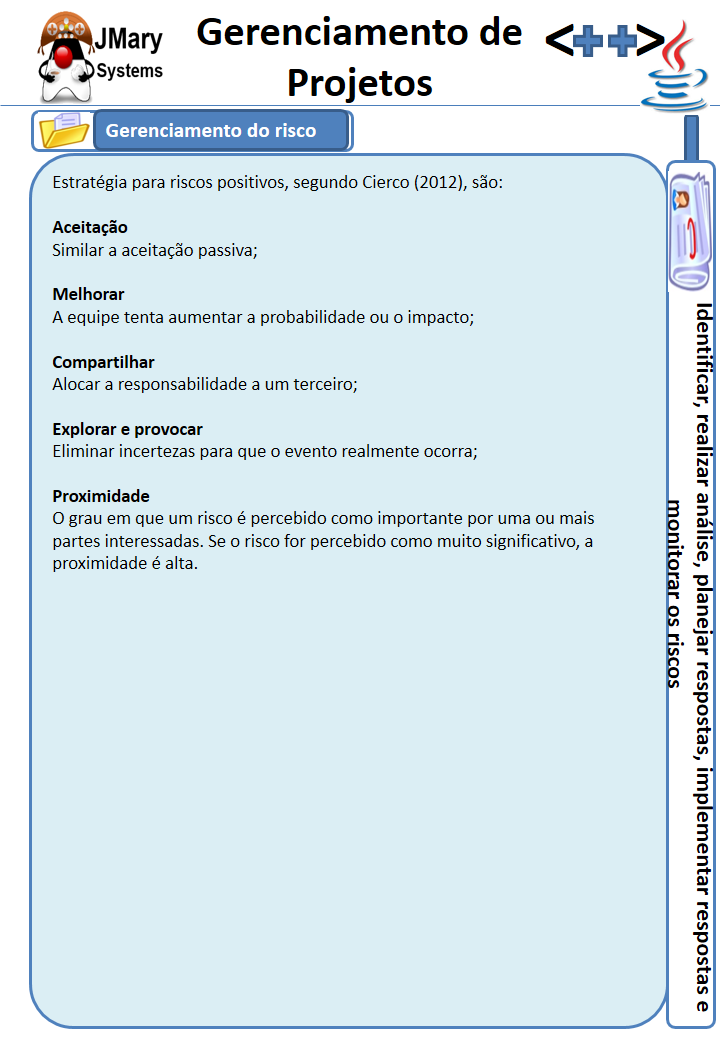 JMary
Systems
Gerenciamento de
Projetos
<++>
Gerenciamento do risco
Estratégia para riscos positivos, segundo Cierco (2012), são:
Aceitação
Similar a aceitação passiva;
Melhorar
A equipe tenta aumentar a probabilidade ou o impacto;
Compartilhar
Alocar a responsabilidade a um terceiro;
Explorar e provocar
Eliminar incertezas para que o evento realmente ocorra;
Proximidade
O grau em que um risco é percebido como importante por uma ou mais
partes interessadas. Se o risco for percebido como muito significativo, a
proximidade é alta.
Identificar, realizar análise, planejar respostas, implementar respostas e
monitorar os riscos